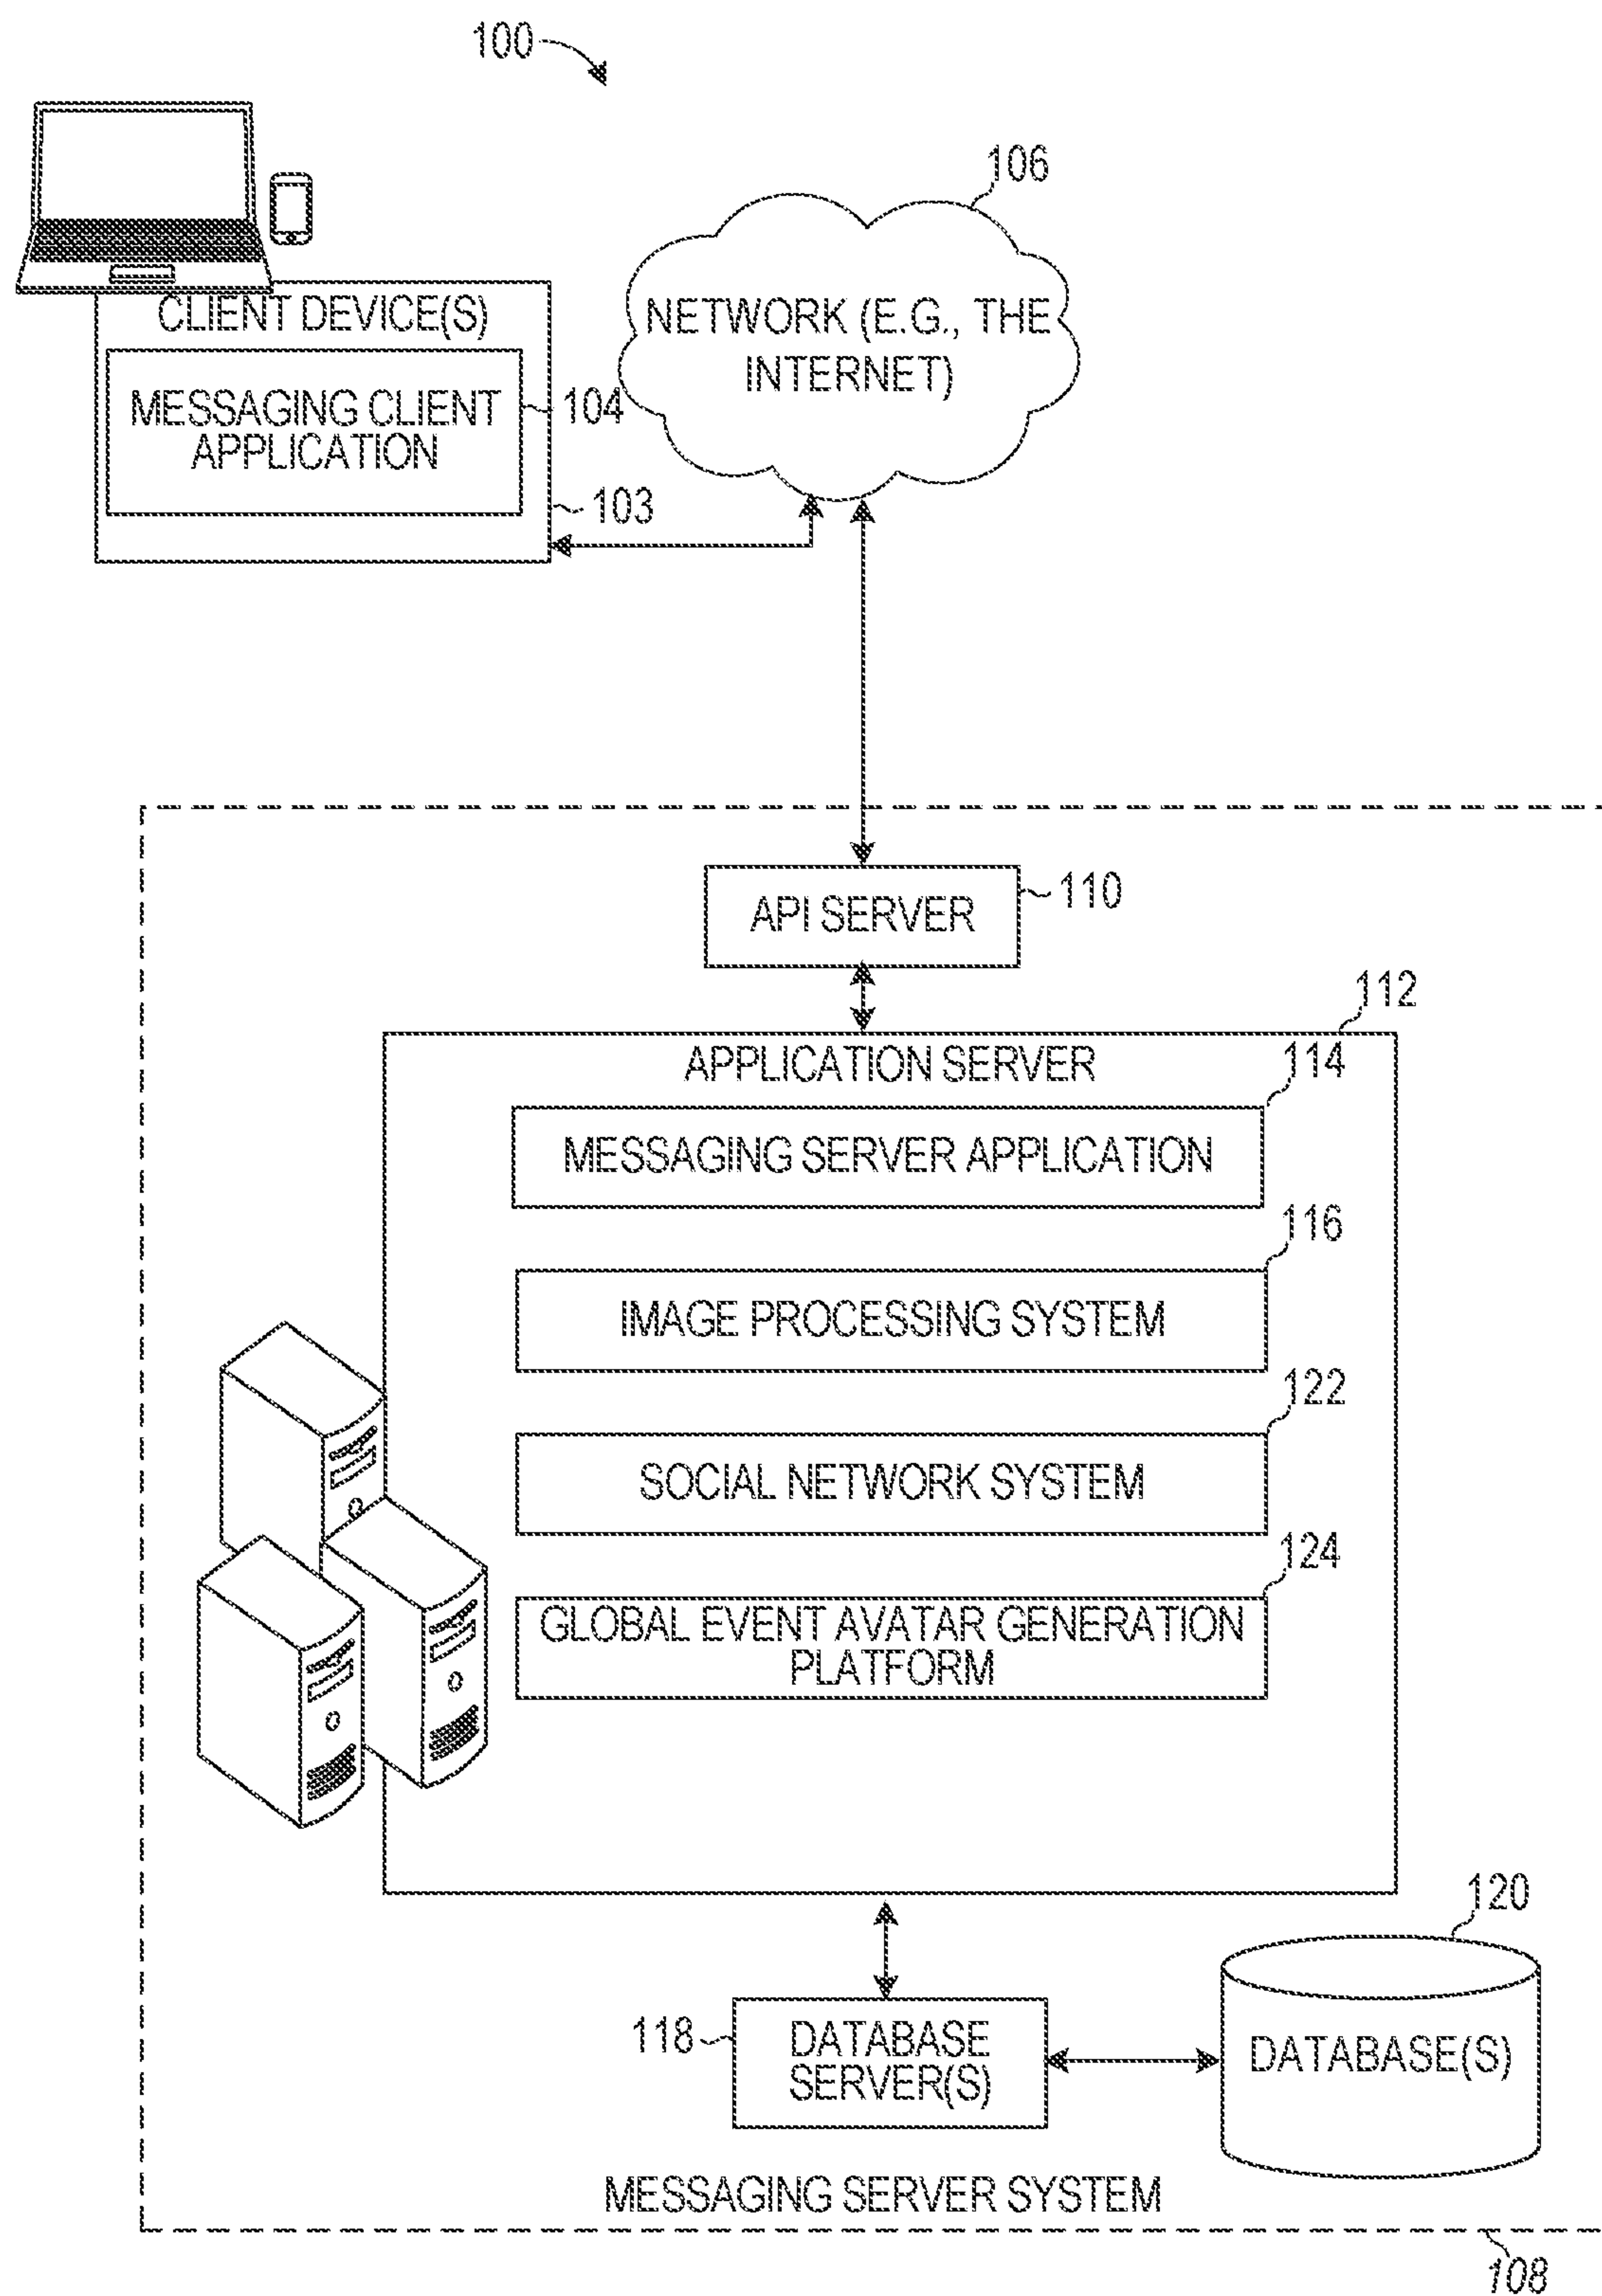 100
106
CLIENT DEVICE(S)
NETWORK (E.G., THE
INTERNET)
MESSAGING CLIENT
APPLICATION
104
103
API SERVER
110
112
APPLICATION SERVER
114
MESSAGING SERVER APPLICATION
116
IMAGE PROCESSING SYSTEM
122
SOCIAL NETWORK SYSTEM
124
GLOBAL EVENT AVATAR GENERATION
PLATFORM
120
118
DATABASE
SERVER(S)
DATABASE(S)
MESSAGING SERVER SYSTEM
108